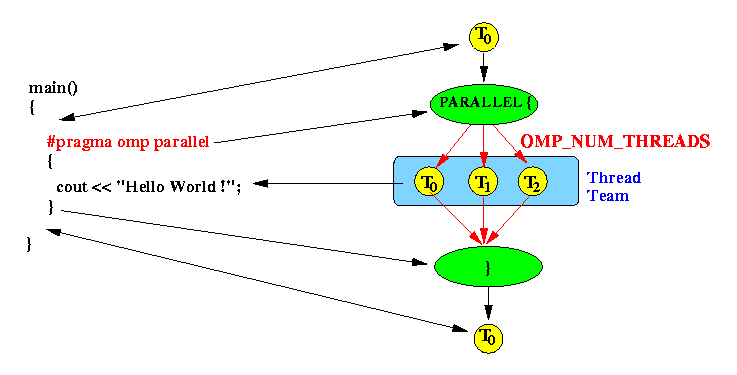 T0
main()
{
PARALLEL {
#pragma omp parallel
OMP_NUM_THREADS
{
cout << "Hello World !";
T0 T1 T2
Thread
Team
}
}
}
T0